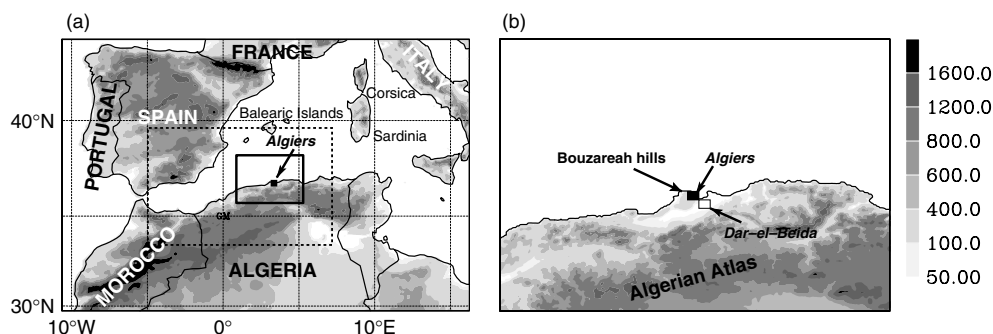 (a)
FRANCE
ITALY
Corsica
PORTUGAL
SPAIN
Balearic Islands
40°N
Sardinia
Algiers
MOROCCO
ALGERIA
30°N
10°W
0°
10°E
(b)
Bouzareah hills
Algiers
Dar–el–Beida
Algerian Atlas
1600.0
1200.0
800.0
600.0
400.0
100.0
50.00